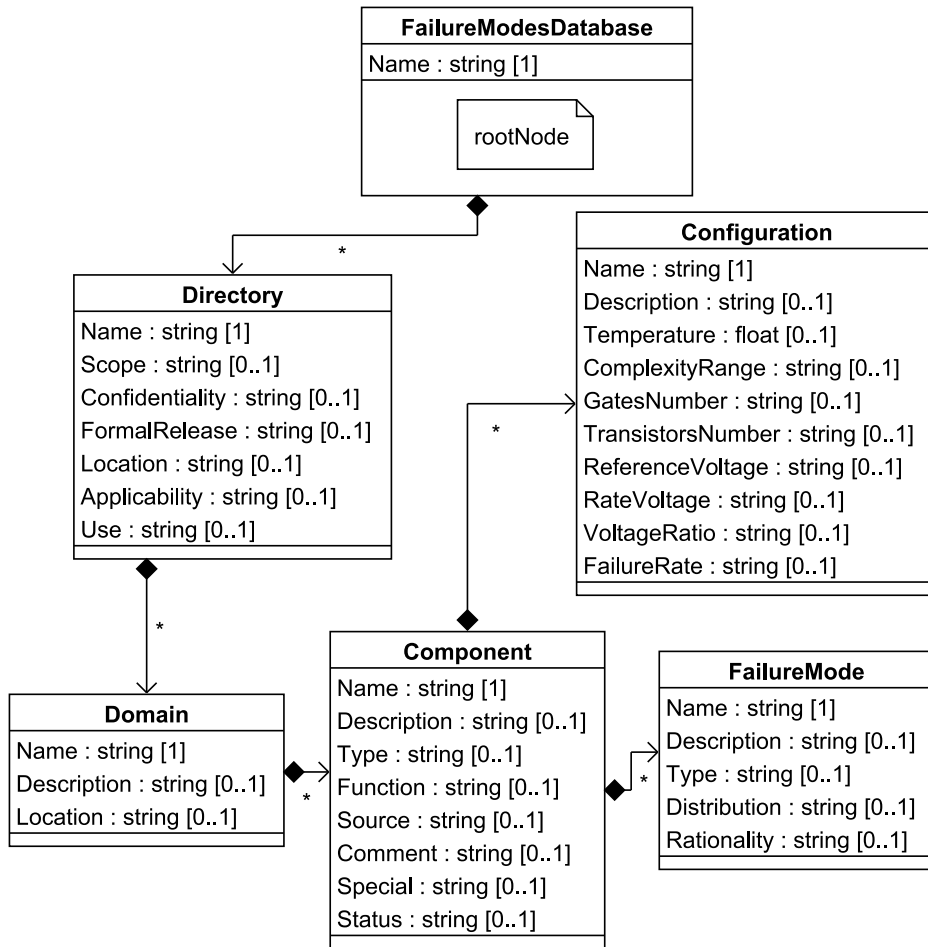 FailureModesDatabase
Name : string [1]
rootNode
*
Directory
Name : string [1]
Scope : string [0..1]
Confidentiality : string [0..1]
FormalRelease : string [0..1]
Location : string [0..1]
Applicability : string [0..1]
Use : string [0..1]
*
Configuration
Name : string [1]
Description : string [0..1]
Temperature : float [0..1]
ComplexityRange : string [0..1]
GatesNumber : string [0..1]
TransistorsNumber : string [0..1]
ReferenceVoltage : string [0..1]
RateVoltage : string [0..1]
VoltageRatio : string [0..1]
FailureRate : string [0..1]
*
Domain
Name : string [1]
Description : string [0..1]
Location : string [0..1]
*
Component
Name : string [1]
Description : string [0..1]
Type : string [0..1]
Function : string [0..1]
Source : string [0..1]
Comment : string [0..1]
Special : string [0..1]
Status : string [0..1]
*
FailureMode
Name : string [1]
Description : string [0..1]
Type : string [0..1]
Distribution : string [0..1]
Rationality : string [0..1]